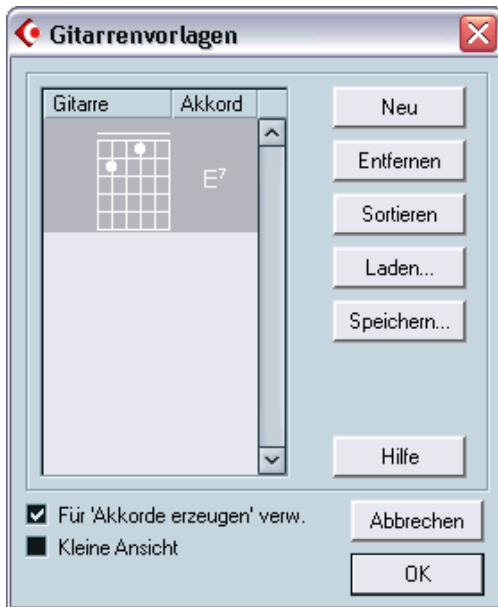 Gitarrenvorlagen
Gitarre Akkord
E7
Neu
Entfernen
Sortieren
Laden...
Speichern...
Hilfe
Für 'Akkorde erzeugen' verw.
Kleine Ansicht
Abbrechen
OK